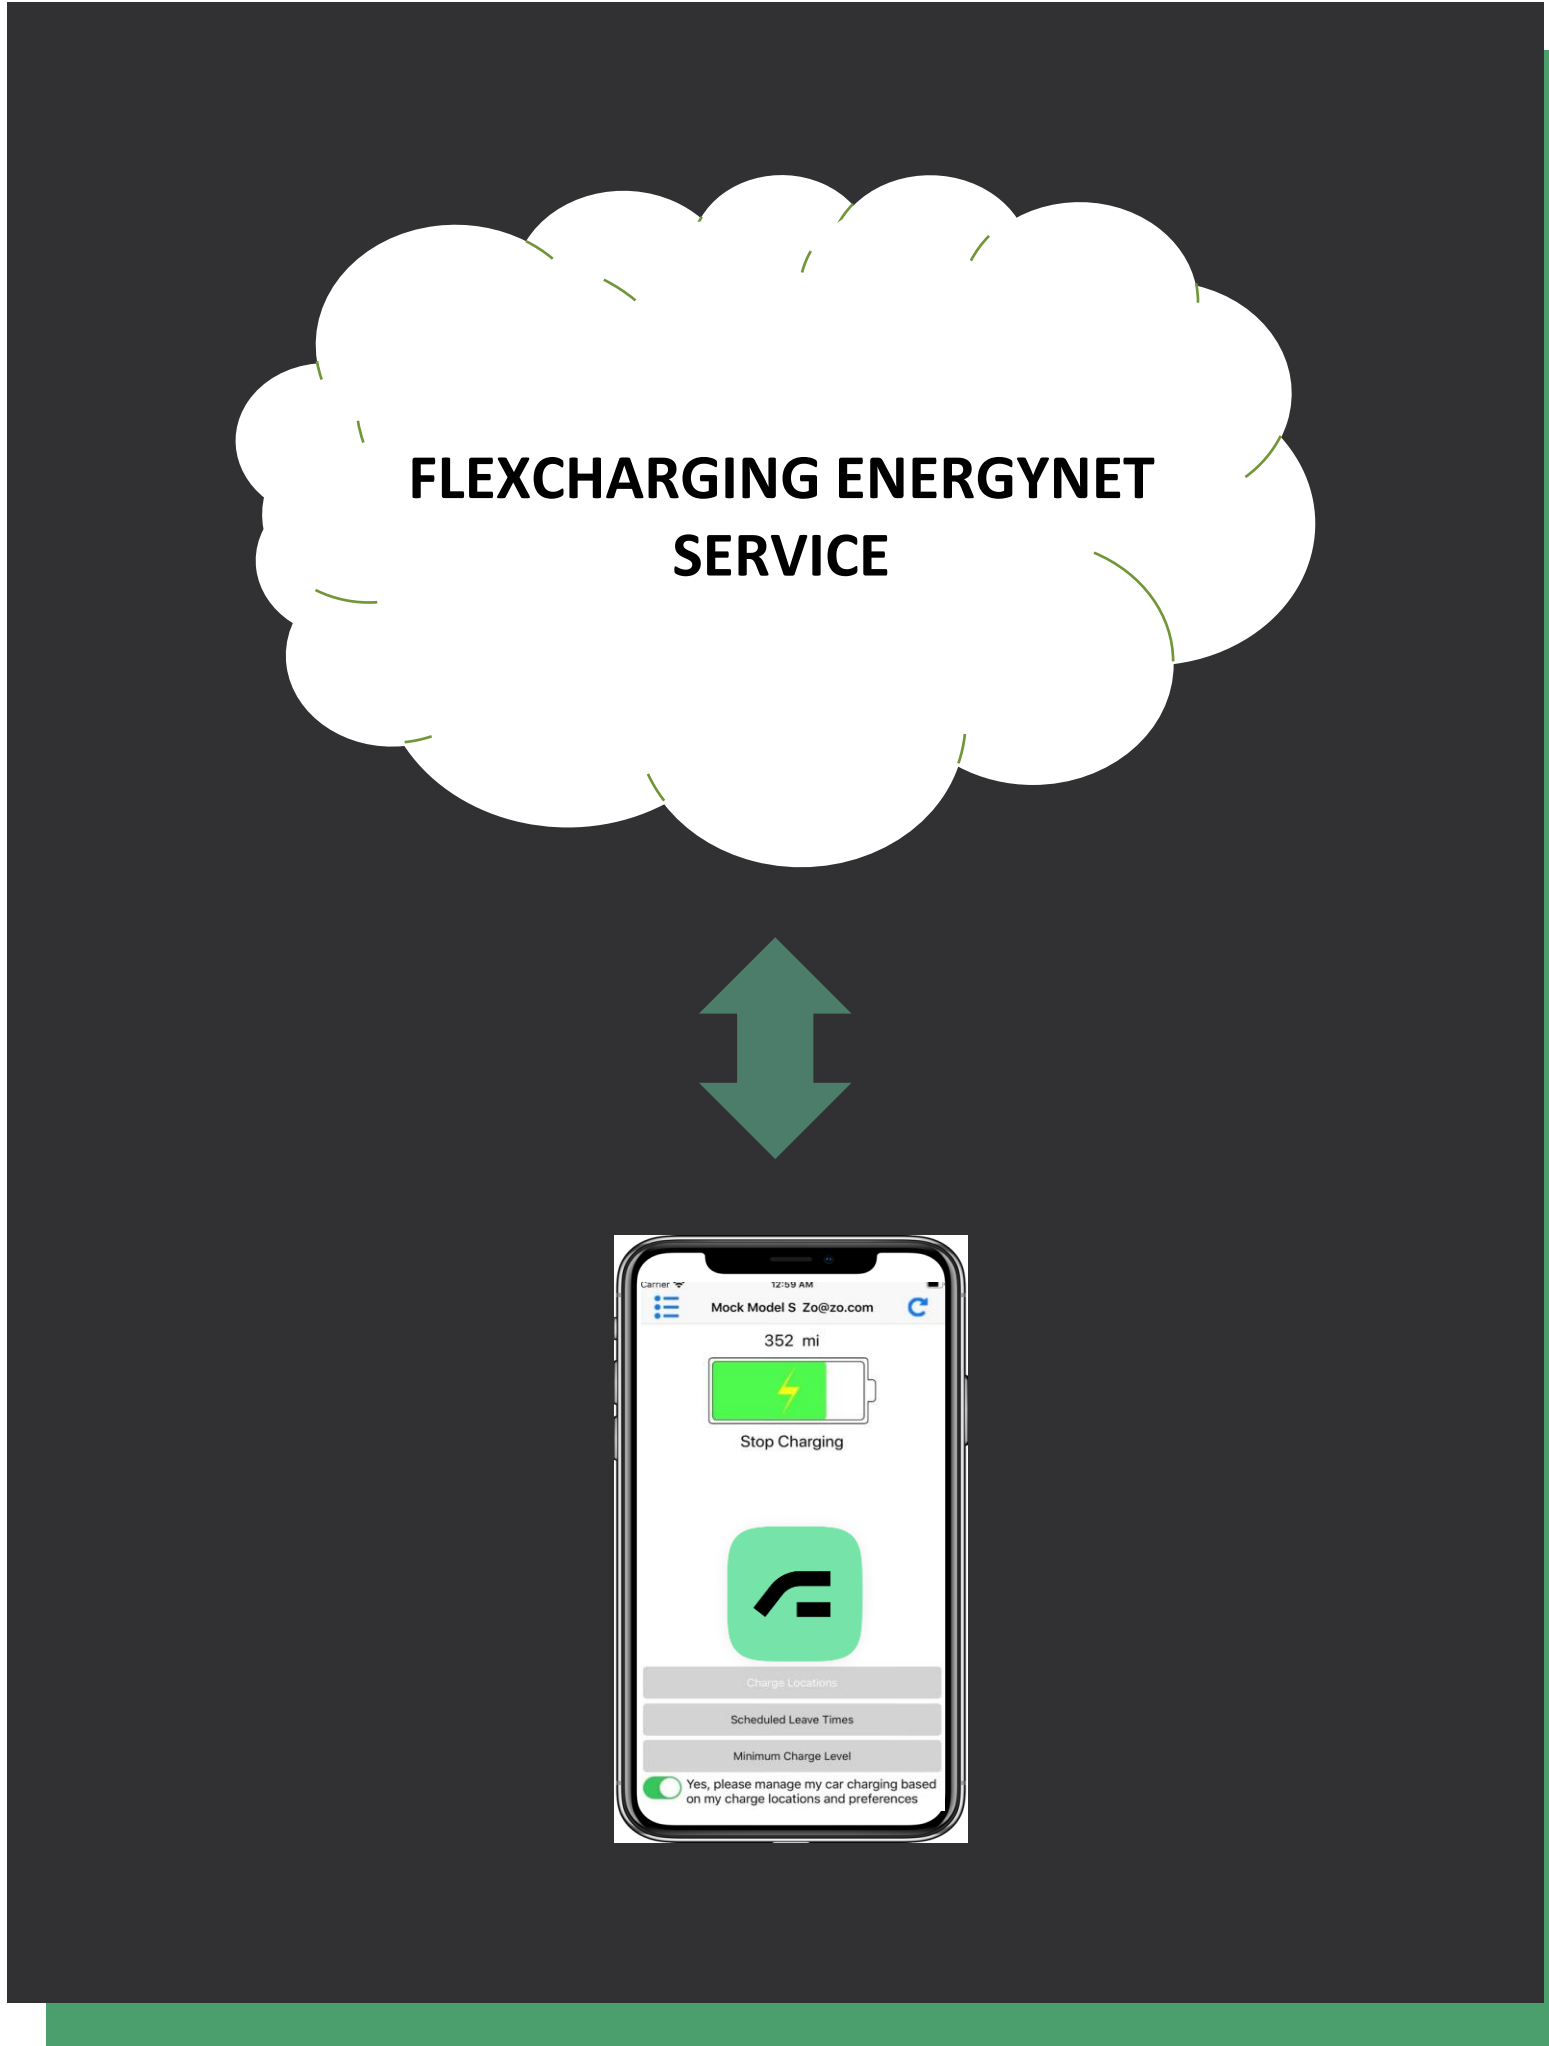 FLEXCHARGING ENERGYNET
SERVICE
Carrier 12:59 AM
Mock Model S Zo@zo.com
352 mi
Stop Charging
Charge Locations
Scheduled Leave Times
Minimum Charge Level
Yes, please manage my car charging based
on my charge locations and preferences